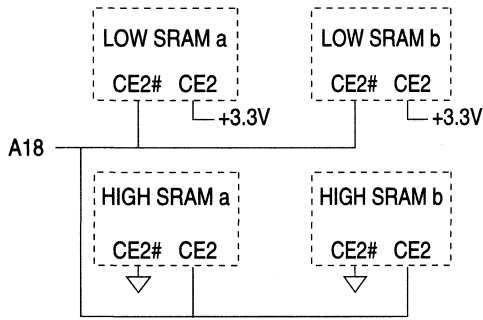 LOW SRAM a LOW SRAM b
CE2# CE2 CE2# CE2
+3.3V +3.3V
A18
HIGH SRAM a HIGH SRAM b
CE2# CE2 CE2# CE2